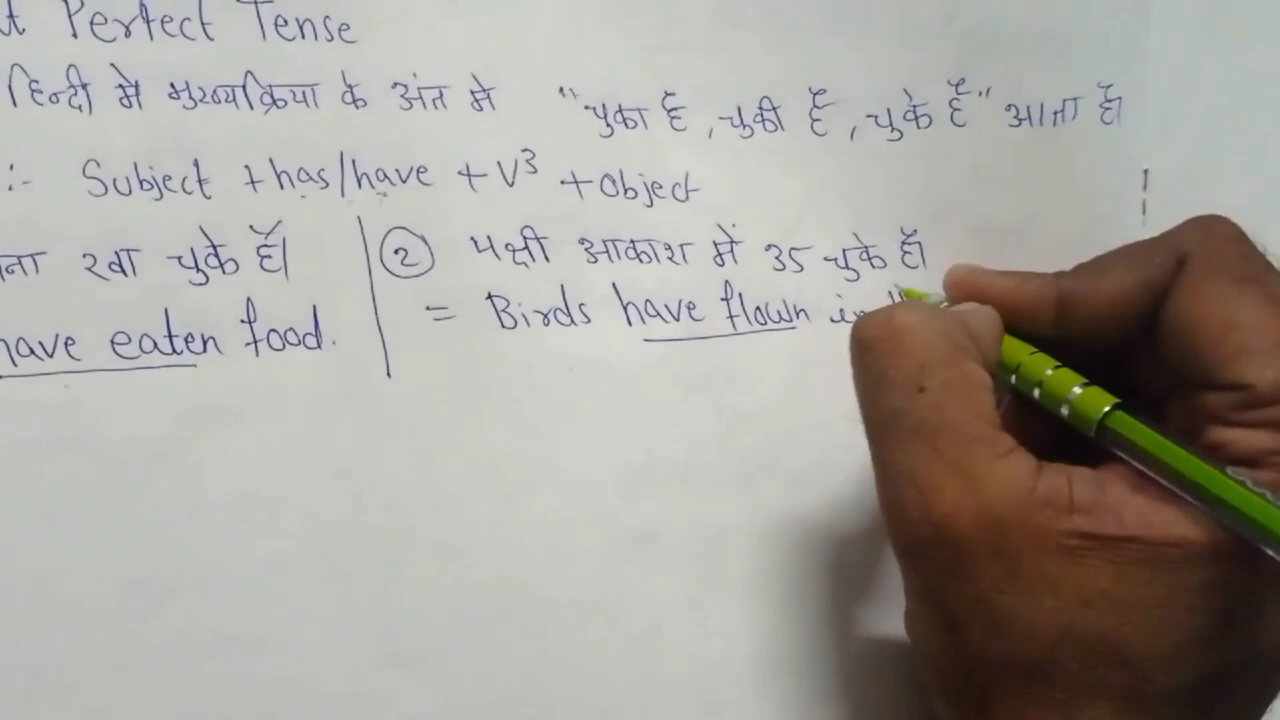 Perfect Tense
हिन्दी में मुख्यक्रिया के अंत मे "चुका है, चुकी है, चुके हैं" आता है।
:- Subject + has/have + V³ + Object
खा चुके हैं।
have eaten food.
② पक्षी आकाश में उड़ चुके हैं।
= Birds have flown in